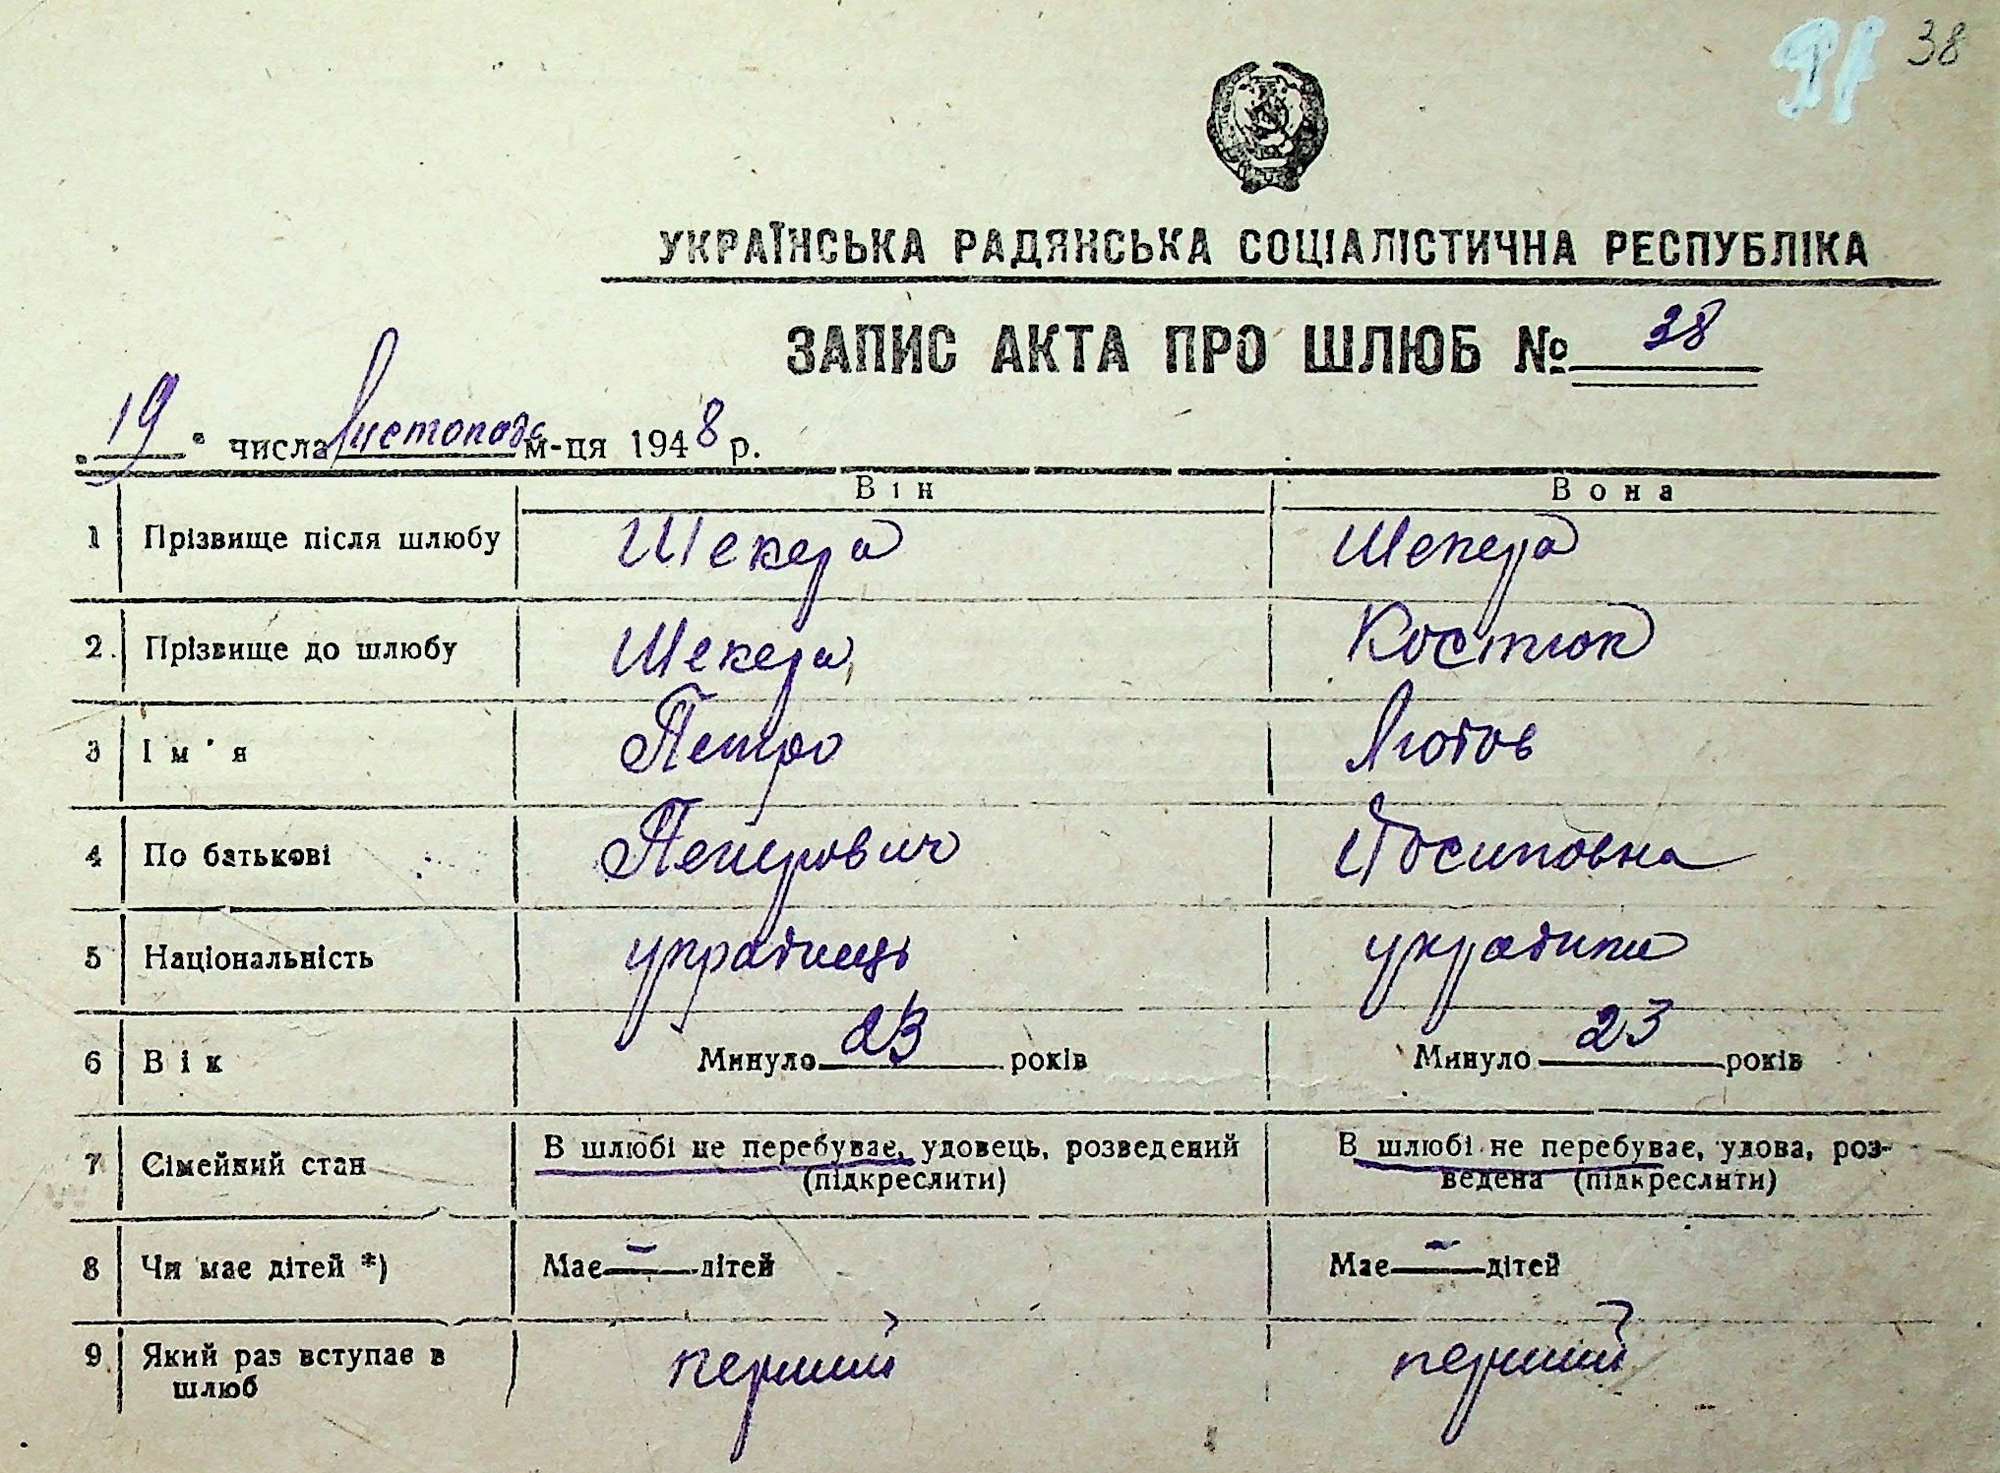 38
УКРАЇНСЬКА РАДЯНСЬКА СОЦІАЛІСТИЧНА РЕСПУБЛІКА
ЗАПИС АКТА ПРО ШЛЮБ № 38
19 числа листопада м-ця 1948 р.
Він Вона
1 Прізвище після шлюбу Шекера Шекера
2. Прізвище до шлюбу Шекера Костюк
3 Ім'я Петро Любов
4 По батькові Петрович Йосиповна
5 Національність українець українка
6 Вік Минуло 23 років Минуло 23 років
7 Сімейний стан В шлюбі не перебуває, удовець, розведений В шлюбі не перебуває, удова, роз-
(підкреслити) ведена (підкреслити)
8 Чи має дітей *) Має — дітей Має — дітей
9 Який раз вступає в перший перший
шлюб